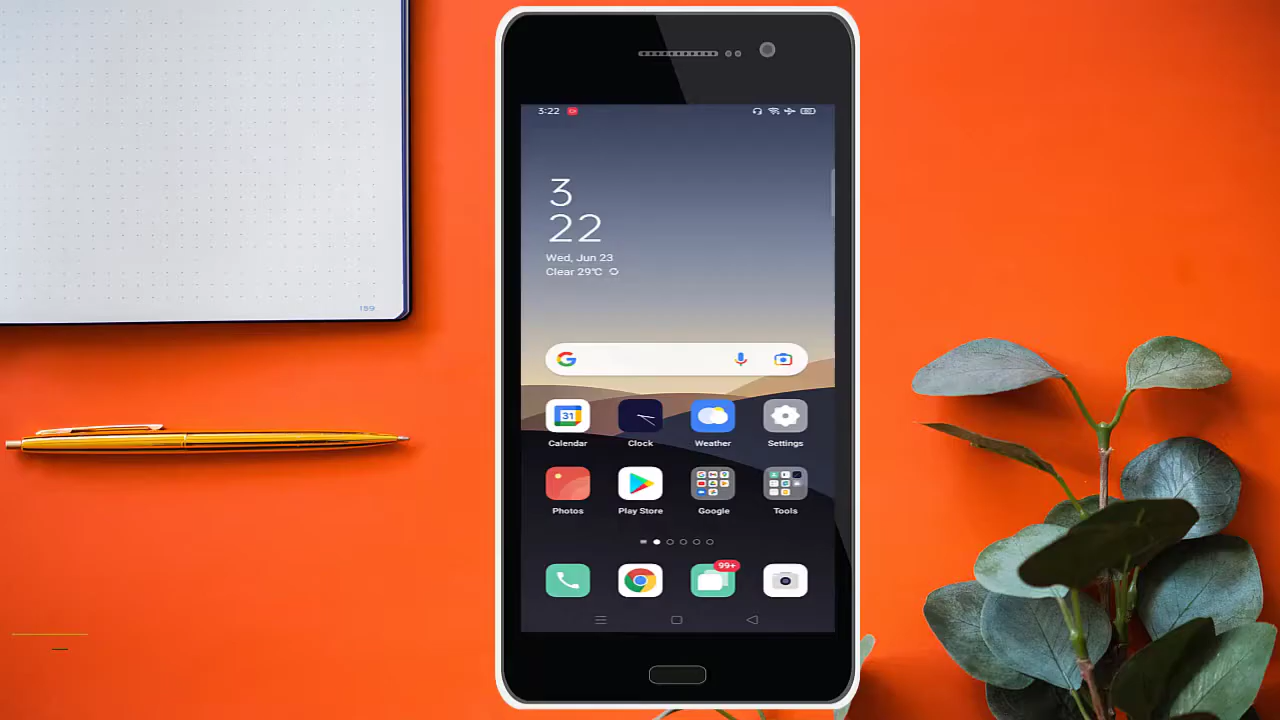 159
3:22
3
22
Wed, Jun 23
Clear 29°C
31
Calendar
Clock
Weather
Settings
Photos
Play Store
Google
Tools
99+